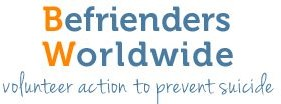 Befrienders
Worldwide
volunteer action to prevent suicide